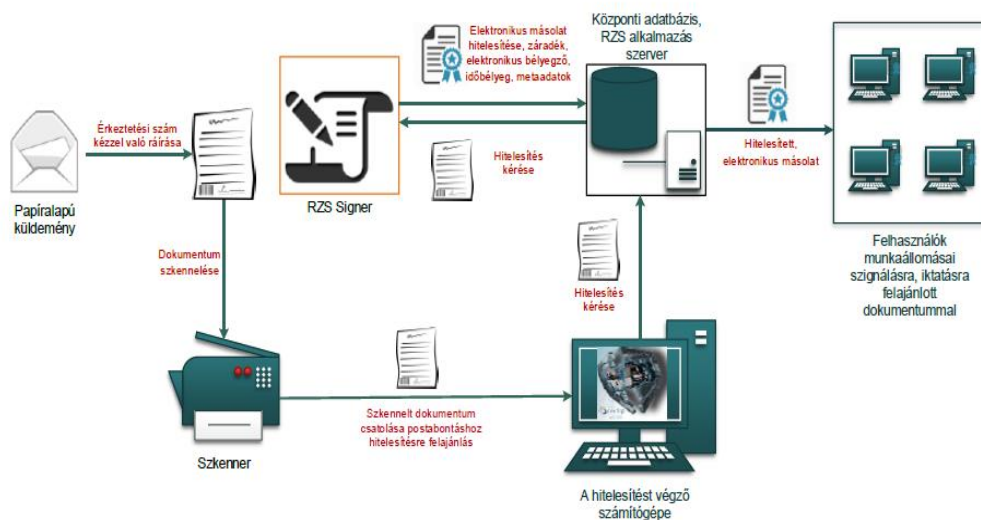 Elektronikus másolat
hitelesítése, záradék,
elektronikus bélyegző,
időbélyeg, metaadatok
Központi adatbázis,
RZS alkalmazás
szerver
Érkeztetési szám
kézzel való ráírása
Hitelesítés
kérése
Hitelesített,
elektronikus másolat
Papíralapú
küldemény
RZS Signer
Dokumentum
szkennelése
Hitelesítés
kérése
Felhasználók
munkaállomásai
szignálásra, iktatásra
felajánlott
dokumentummal
Szkennelt dokumentum
csatolása postabontáshoz
hitelesítésre felajánlás
Szkenner
A hitelesítést végző
számítógépe